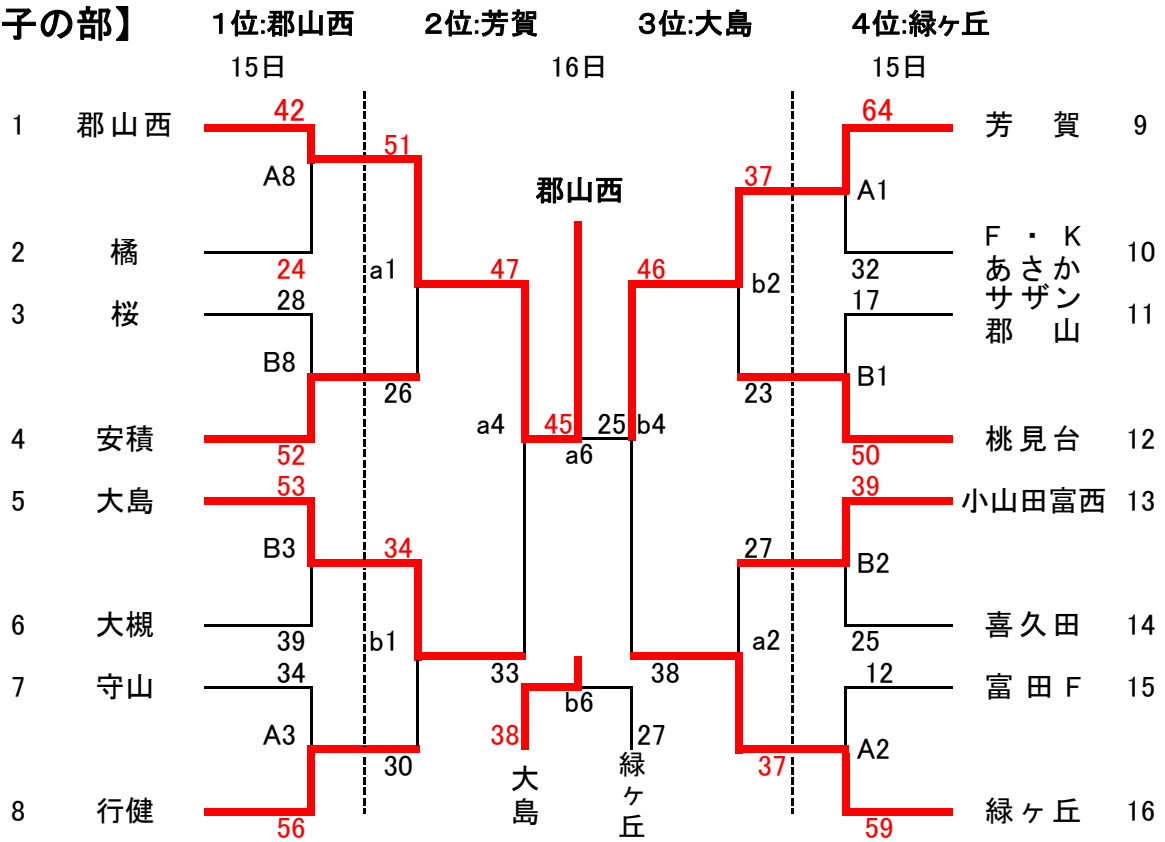 子の部】 1位:郡山西 2位:芳賀 3位:大島 4位:緑ヶ丘
15日 16日 15日
42 64
1 郡山西 芳賀 9
51
A8 37 A1
郡山西
2 橘 F・K
あさか 10
24 a1 47 46 b2 32
28 17
3 桜 サザン
郡山 11
B8 B1
26 23
a4 45 25 b4
4 安積 桃見台 12
52 a6 50
53 39
5 大島 小山田富西 13
B3 34 27 B2
6 大槻 喜久田 14
39 b1 a2 25
34 33 38 12
7 守山 富田F 15
b6
A3 38 27 A2
30 37
大島 緑ヶ丘
8 行健 緑ヶ丘 16
56 59